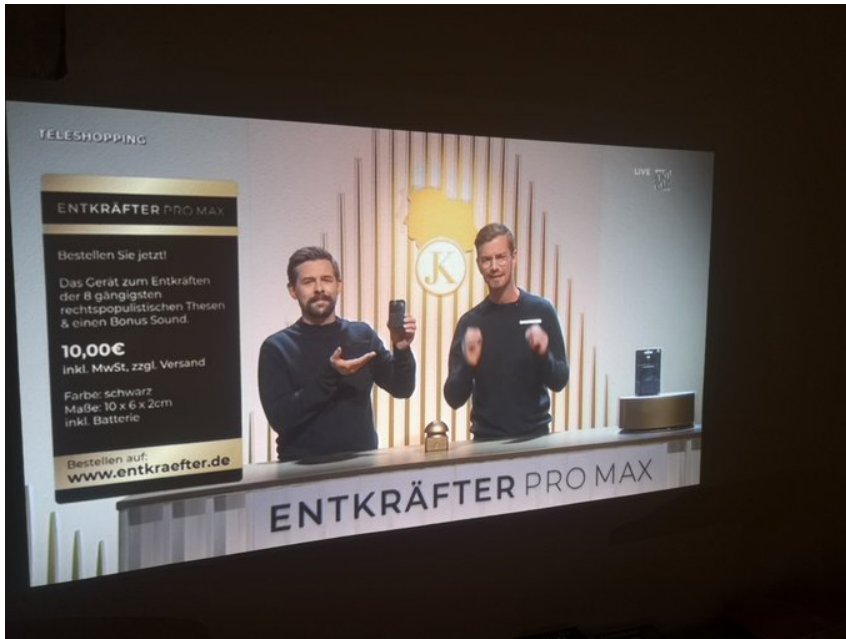 TELESHOPPING
LIVE
ENTKRÄFTER PRO MAX
Bestellen Sie jetzt!
Das Gerät zum Entkräften
der 8 gängigsten
rechtspopulistischen Thesen
& einen Bonus Sound.
10,00€
inkl. MwSt, zzgl. Versand
Farbe: schwarz
Maße: 10 x 6 x 2cm
inkl. Batterie
Bestellen auf:
www.entkraefter.de
JK
ENTKRÄFTER PRO MAX